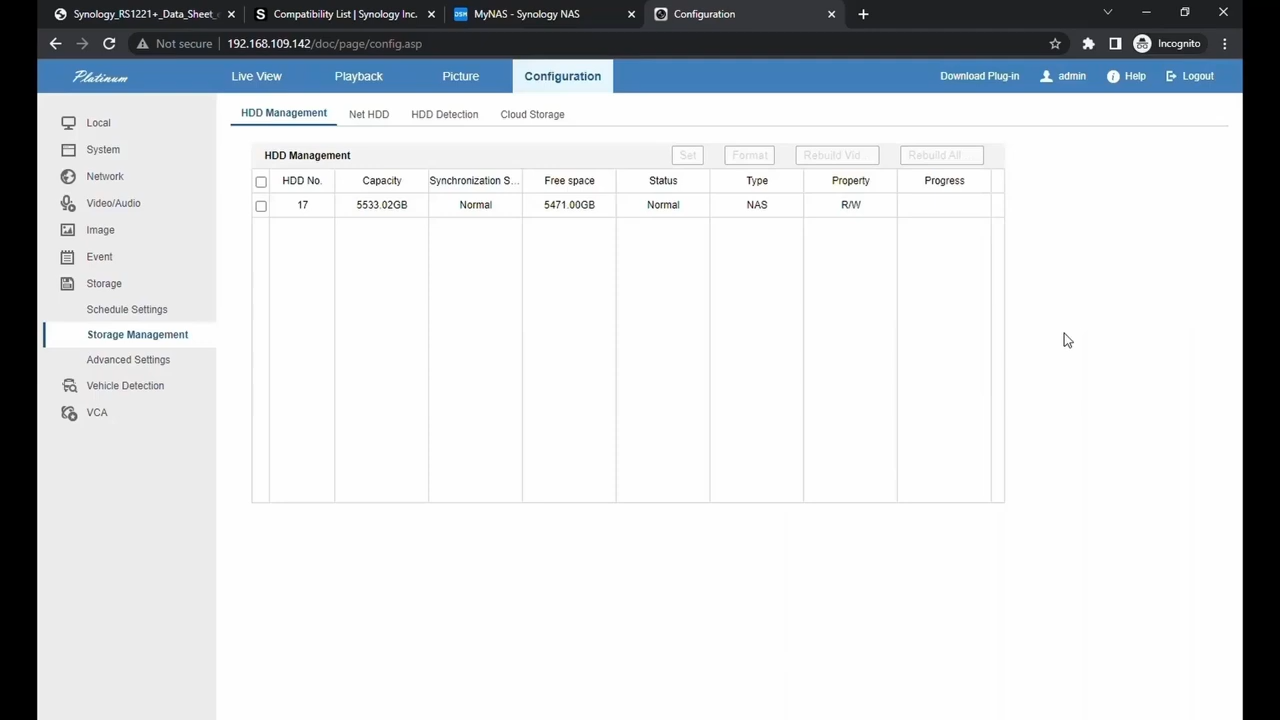 Synology_RS1221+_Data_Sheet_
Compatibility List | Synology Inc.
MyNAS - Synology NAS
Configuration
Not secure
192.168.109.142/doc/page/config.asp
Incognito
Platinum
Live View
Playback
Picture
Configuration
Download Plug-in
admin
Help
Logout
Local
System
Network
Video/Audio
Image
Event
Storage
Schedule Settings
Storage Management
Advanced Settings
Vehicle Detection
VCA
HDD Management
Net HDD
HDD Detection
Cloud Storage
HDD Management
Set
Format
Rebuild Vid
Rebuild All
HDD No. Capacity Synchronization S... Free space Status Type Property Progress
17 5533.02GB Normal 5471.00GB Normal NAS R/W